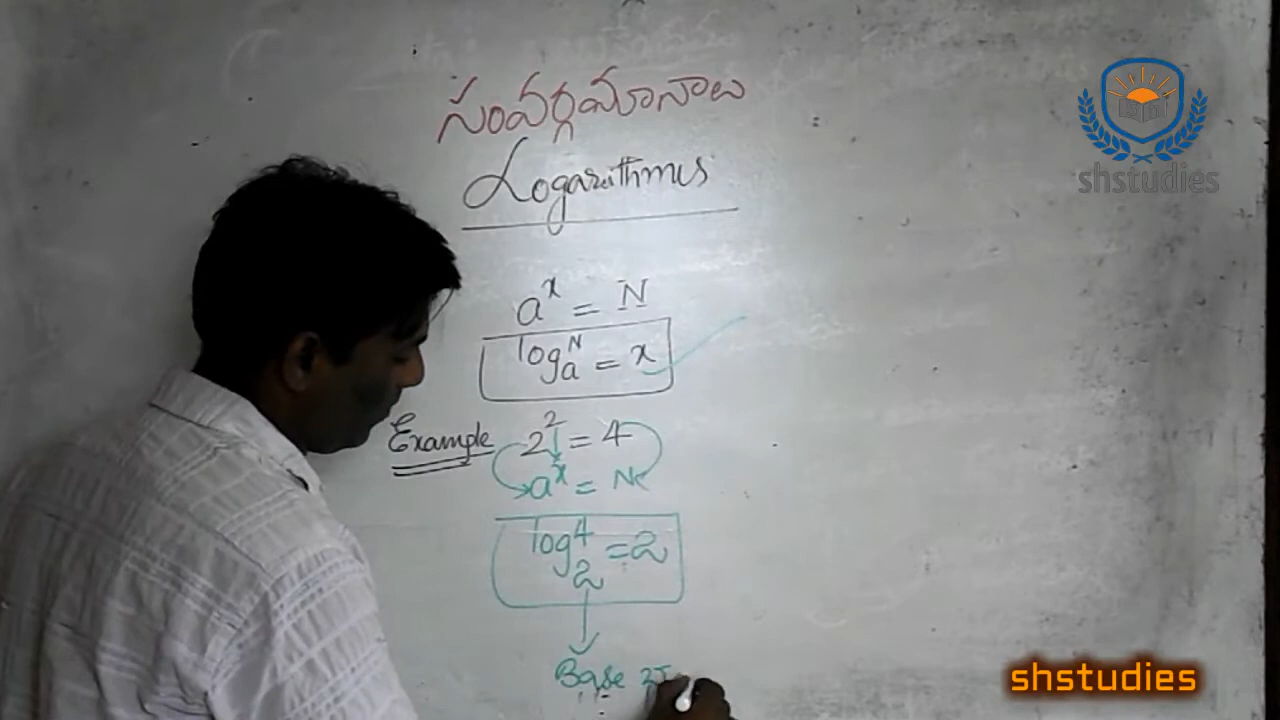 సంవర్గమానాలు
Logarithms
shstudies
a^x = N
log_a^N = x
Example 2^2 = 4
a^x = N
log_2^4 = 2
Base
shstudies